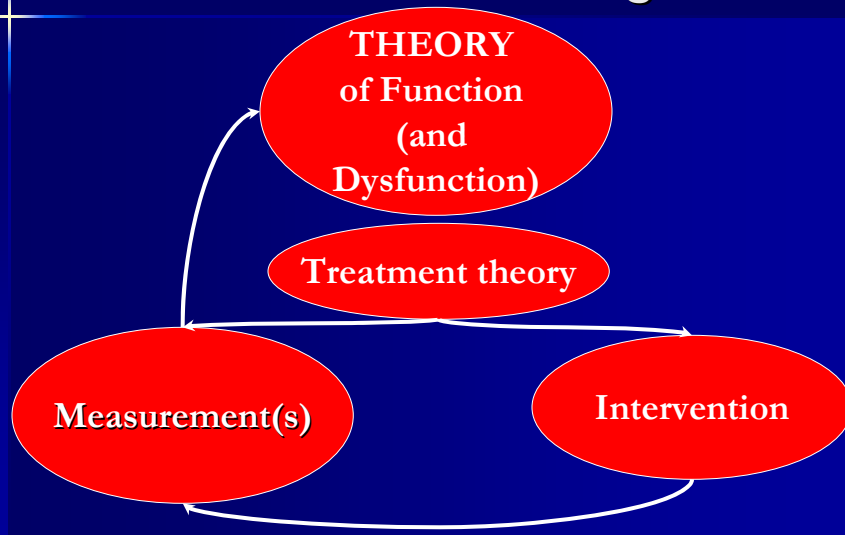 THEORY
of Function
(and
Dysfunction)
Treatment theory
Measurement(s)
Intervention